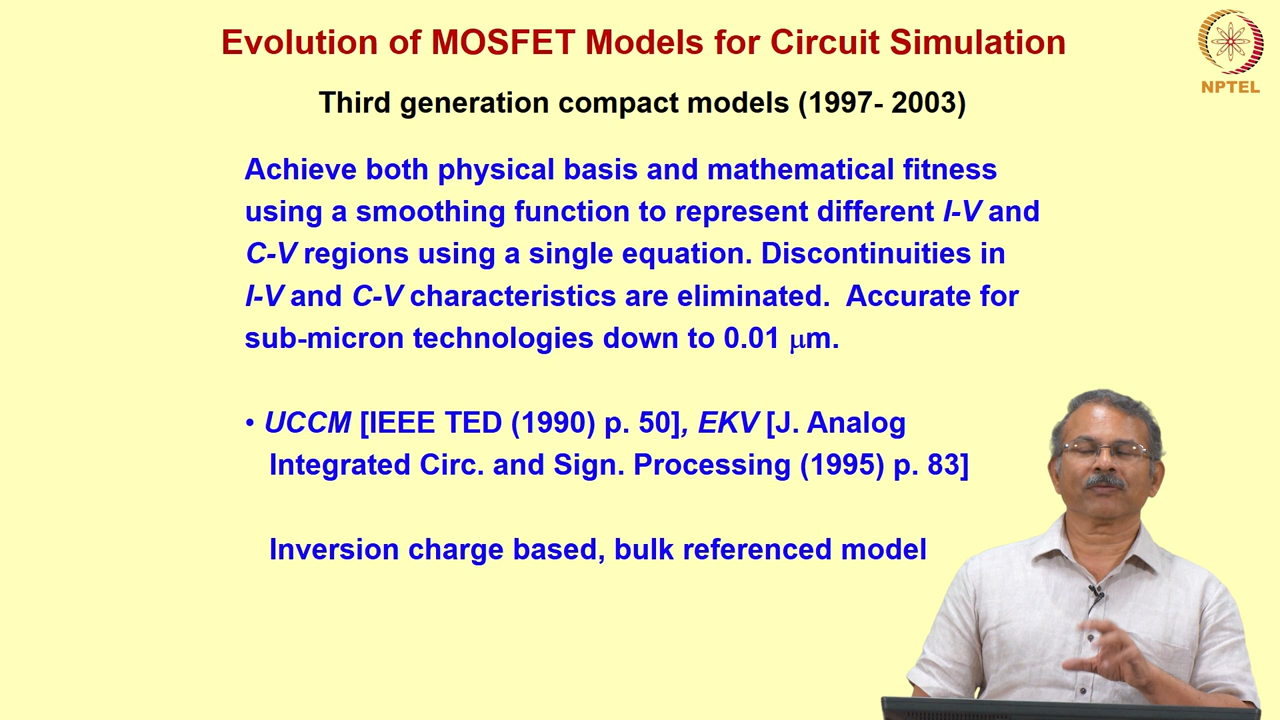 Evolution of MOSFET Models for Circuit Simulation
NPTEL
Third generation compact models (1997- 2003)
Achieve both physical basis and mathematical fitness
using a smoothing function to represent different I-V and
C-V regions using a single equation. Discontinuities in
I-V and C-V characteristics are eliminated. Accurate for
sub-micron technologies down to 0.01 μm.
• UCCM [IEEE TED (1990) p. 50], EKV [J. Analog
Integrated Circ. and Sign. Processing (1995) p. 83]
Inversion charge based, bulk referenced model